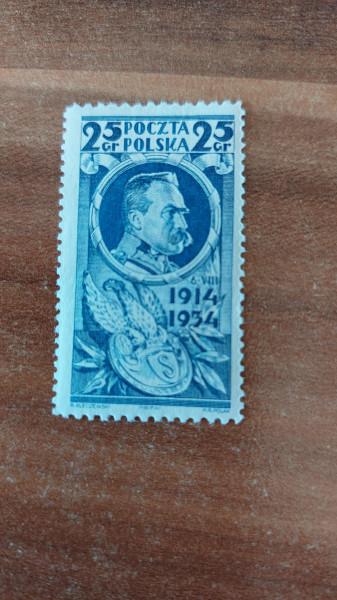 25 POCZTA 25
gr POLSKA gr
6·VIII
1914
1934